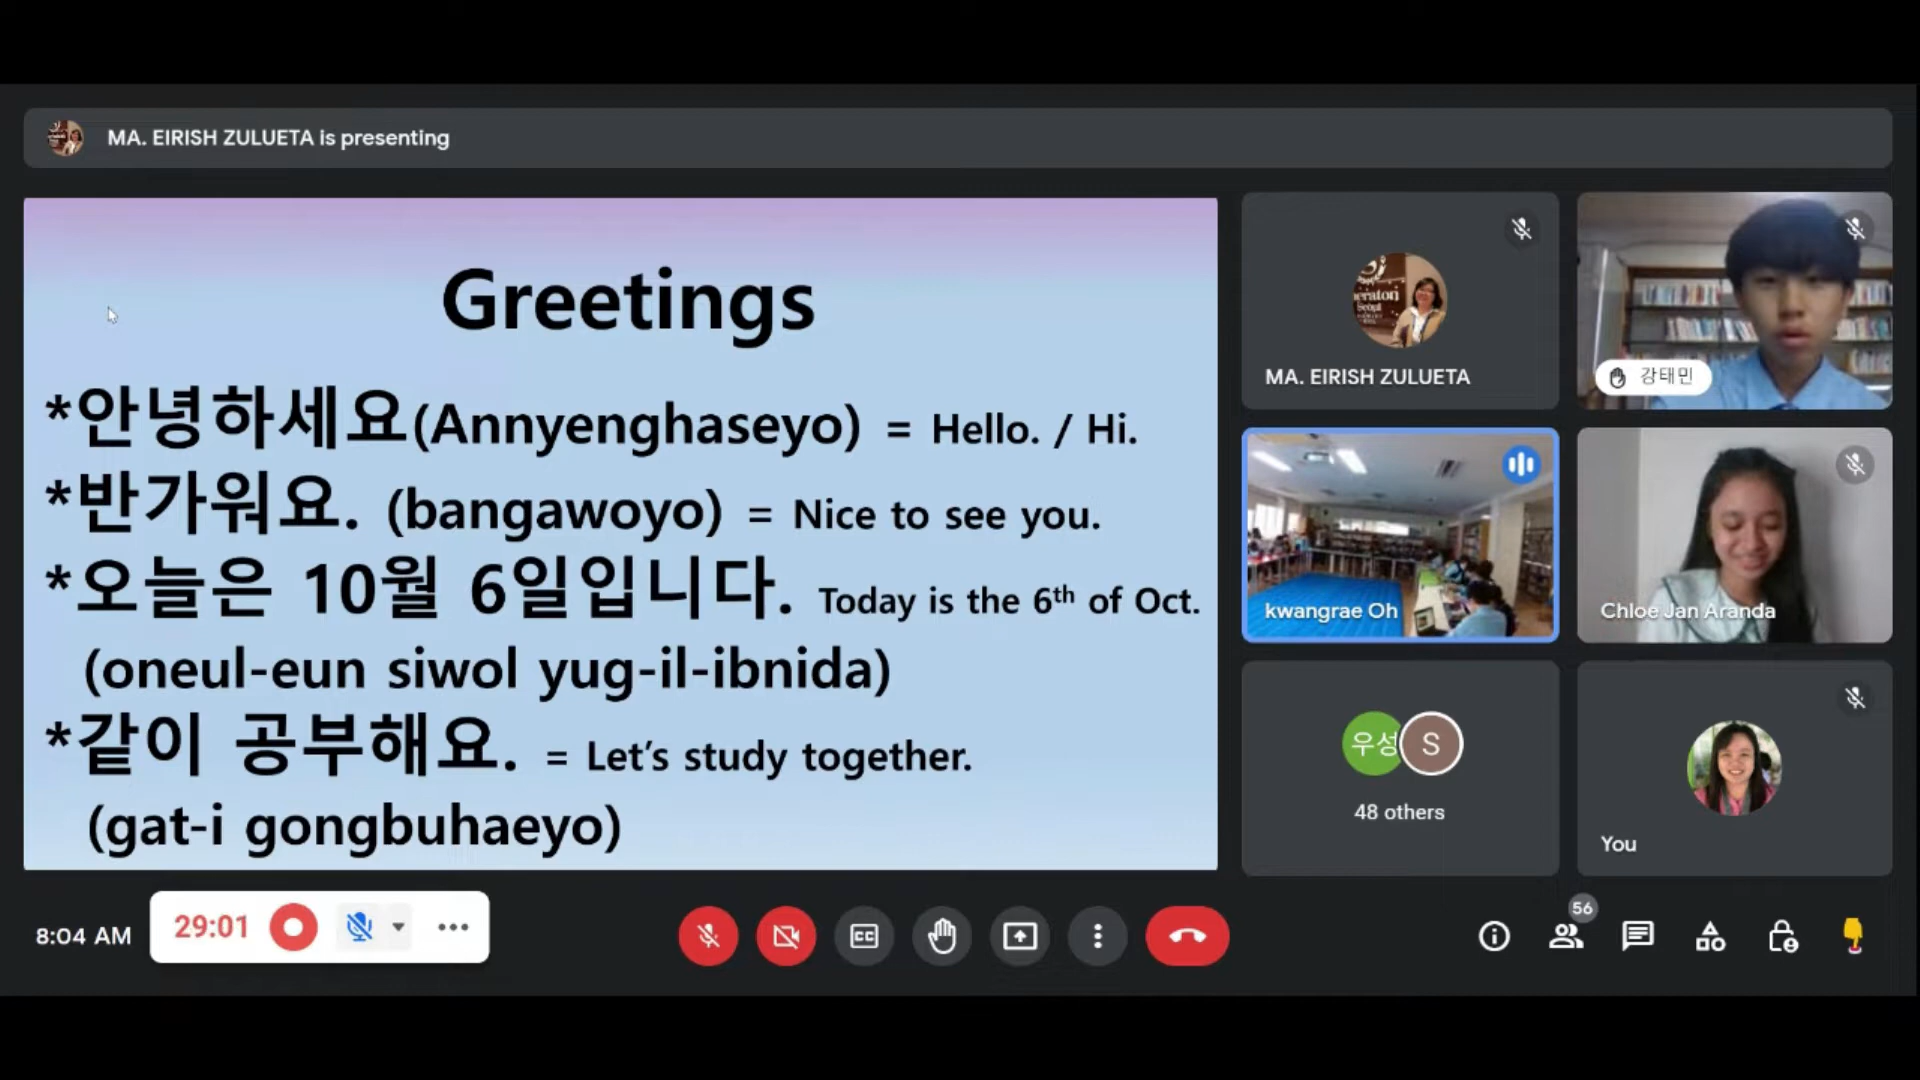 MA. EIRISH ZULUETA is presenting
Greetings
*안녕하세요(Annyenghaseyo) = Hello. / Hi.
*반가워요. (bangawoyo) = Nice to see you.
*오늘은 10월 6일입니다. Today is the 6th of Oct.
(oneul-eun siwol yug-il-ibnida)
*같이 공부해요. = Let's study together.
(gat-i gongbuhaeyo)
MA. EIRISH ZULUETA
강태민
kwangrae Oh
Chloe Jan Aranda
우성 S
48 others
You
8:04 AM
29:01
CC
56